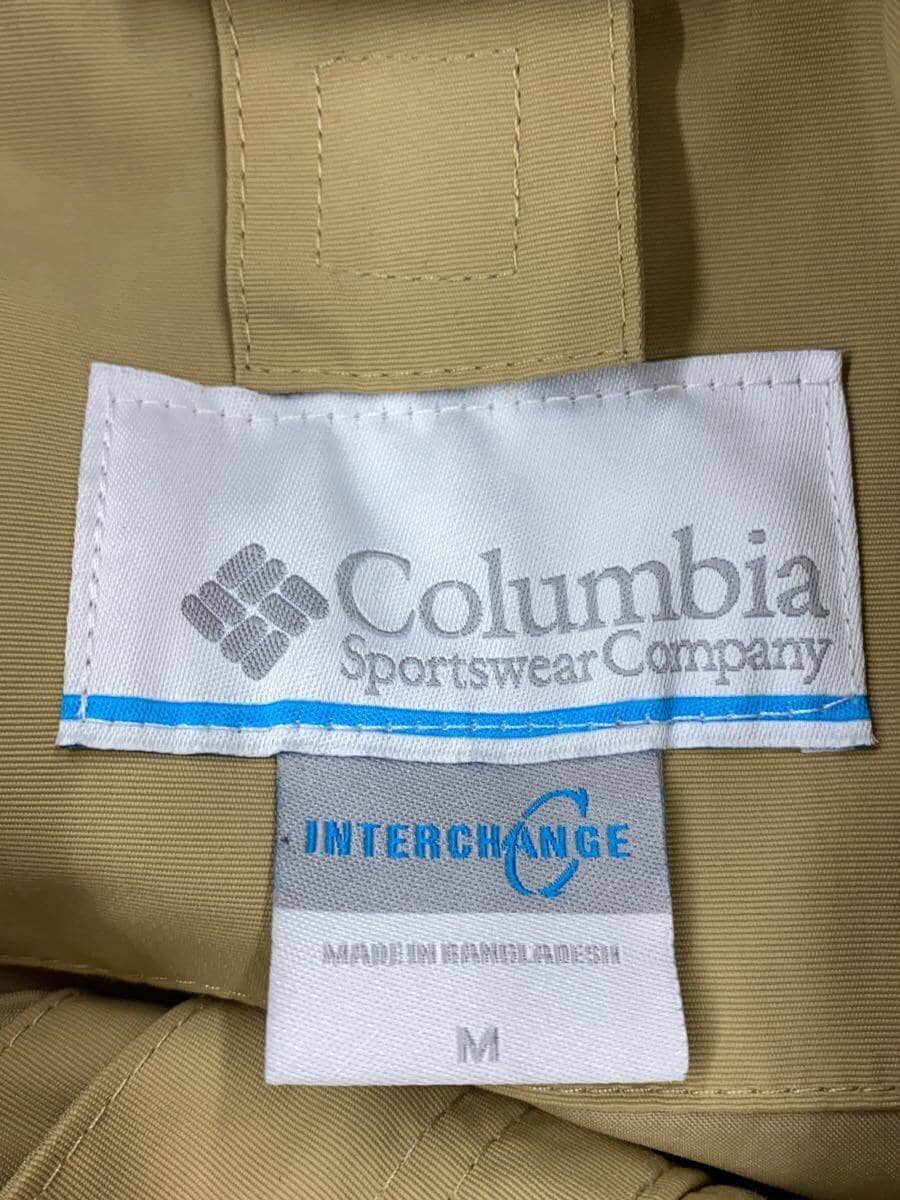 Columbia
Sportswear Company
INTERCHANGE
MADE IN BANGLADESH
M